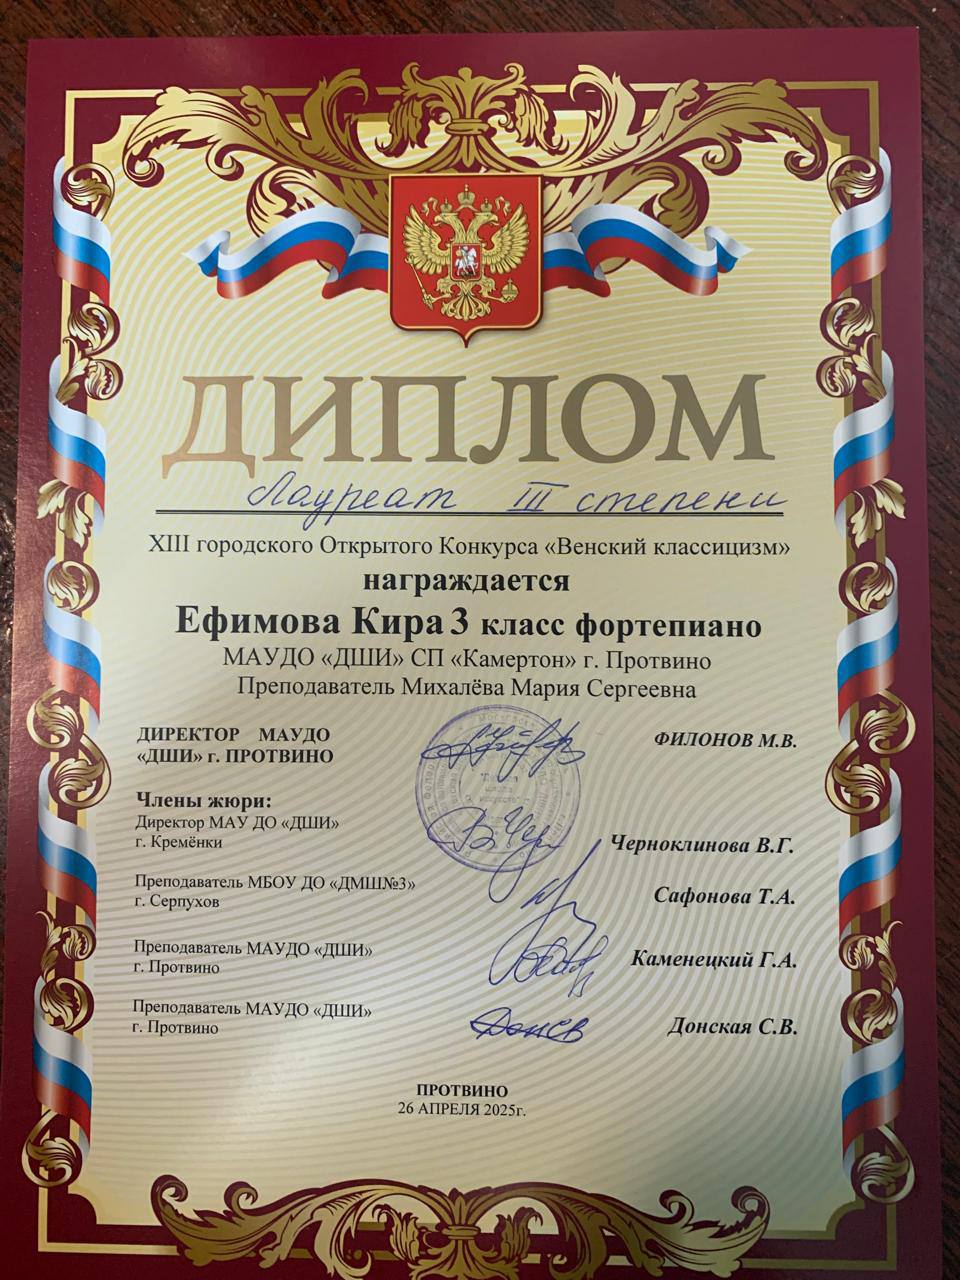 ДИПЛОМ
Лауреат III степени
XIII городского Открытого Конкурса «Венский классицизм»
награждается
Ефимова Кира 3 класс фортепиано
МАУДО «ДШИ» СП «Камертон» г. Протвино
Преподаватель Михалёва Мария Сергеевна
ДИРЕКТОР МАУДО
«ДШИ» г. ПРОТВИНО
ФИЛОНОВ М.В.
Члены жюри:
Директор МАУ ДО «ДШИ»
г. Кремёнки
Черноклинова В.Г.
Преподаватель МБОУ ДО «ДМШ№3»
г. Серпухов
Сафонова Т.А.
Преподаватель МАУДО «ДШИ»
г. Протвино
Каменецкий Г.А.
Преподаватель МАУДО «ДШИ»
г. Протвино
Донская С.В.
ПРОТВИНО
26 АПРЕЛЯ 2025г.